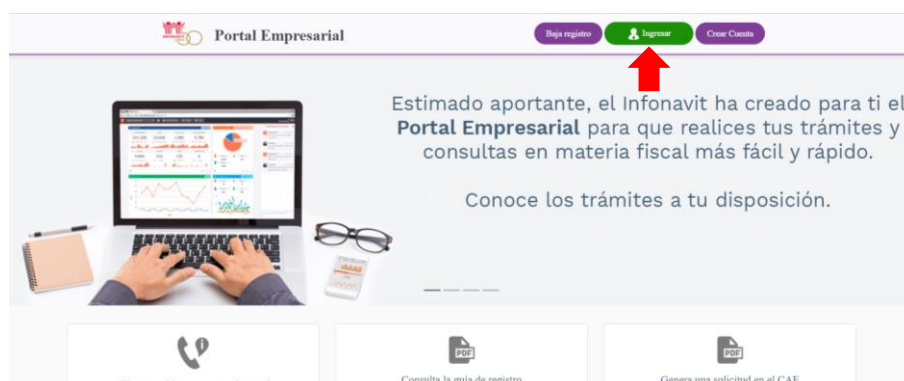 Portal Empresarial
Baja registro
Ingresar
Crear Cuenta
Estimado aportante, el Infonavit ha creado para ti el
Portal Empresarial para que realices tus trámites y
consultas en materia fiscal más fácil y rápido.
Conoce los trámites a tu disposición.
PDF
PDF
Consulta la guia de registro
Genera una solicitud en el CAE